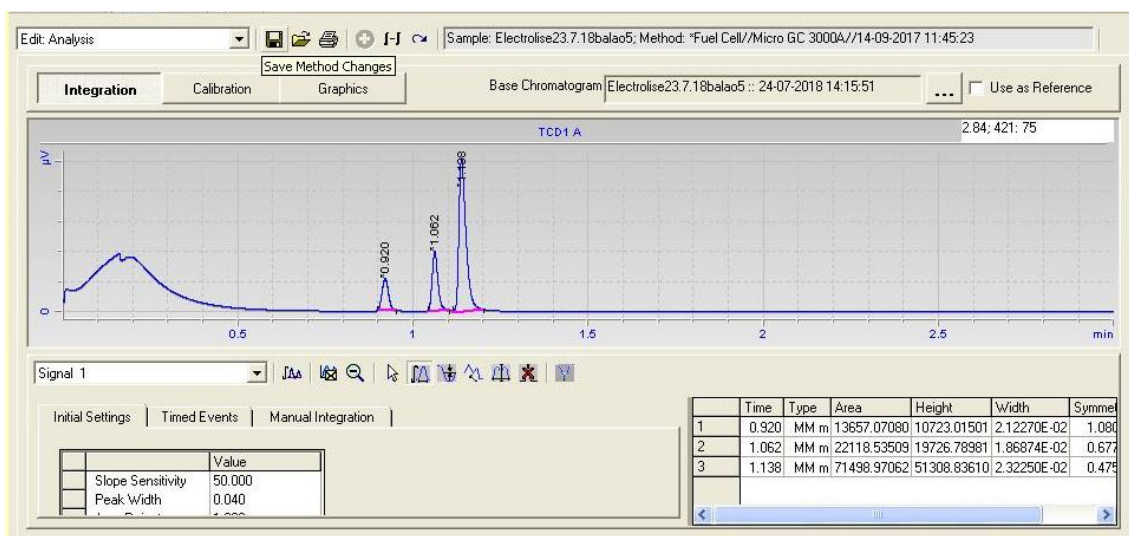 Edit: Analysis
Sample: Electrolise23.7.18balao5; Method: *Fuel Cell//Micro GC 3000A//14-09-2017 11:45:23
Save Method Changes
Integration Calibration Graphics Base Chromatogram Electrolise23.7.18balao5 :: 24-07-2018 14:15:51 ... Use as Reference
TCD1 A 2.84; 421: 75
µV
*1.138
*1.062
*0.920
0
0.5 1 1.5 2 2.5 min
Signal 1
Initial Settings Timed Events Manual Integration
Time Type Area Height Width Symme
1 0.920 MM m 13657.07080 10723.01501 2.12270E-02 1.080
2 1.062 MM m 22118.53509 19726.78981 1.86874E-02 0.677
3 1.138 MM m 71498.97062 51308.83610 2.32250E-02 0.475
Value
Slope Sensitivity 50.000
Peak Width 0.040